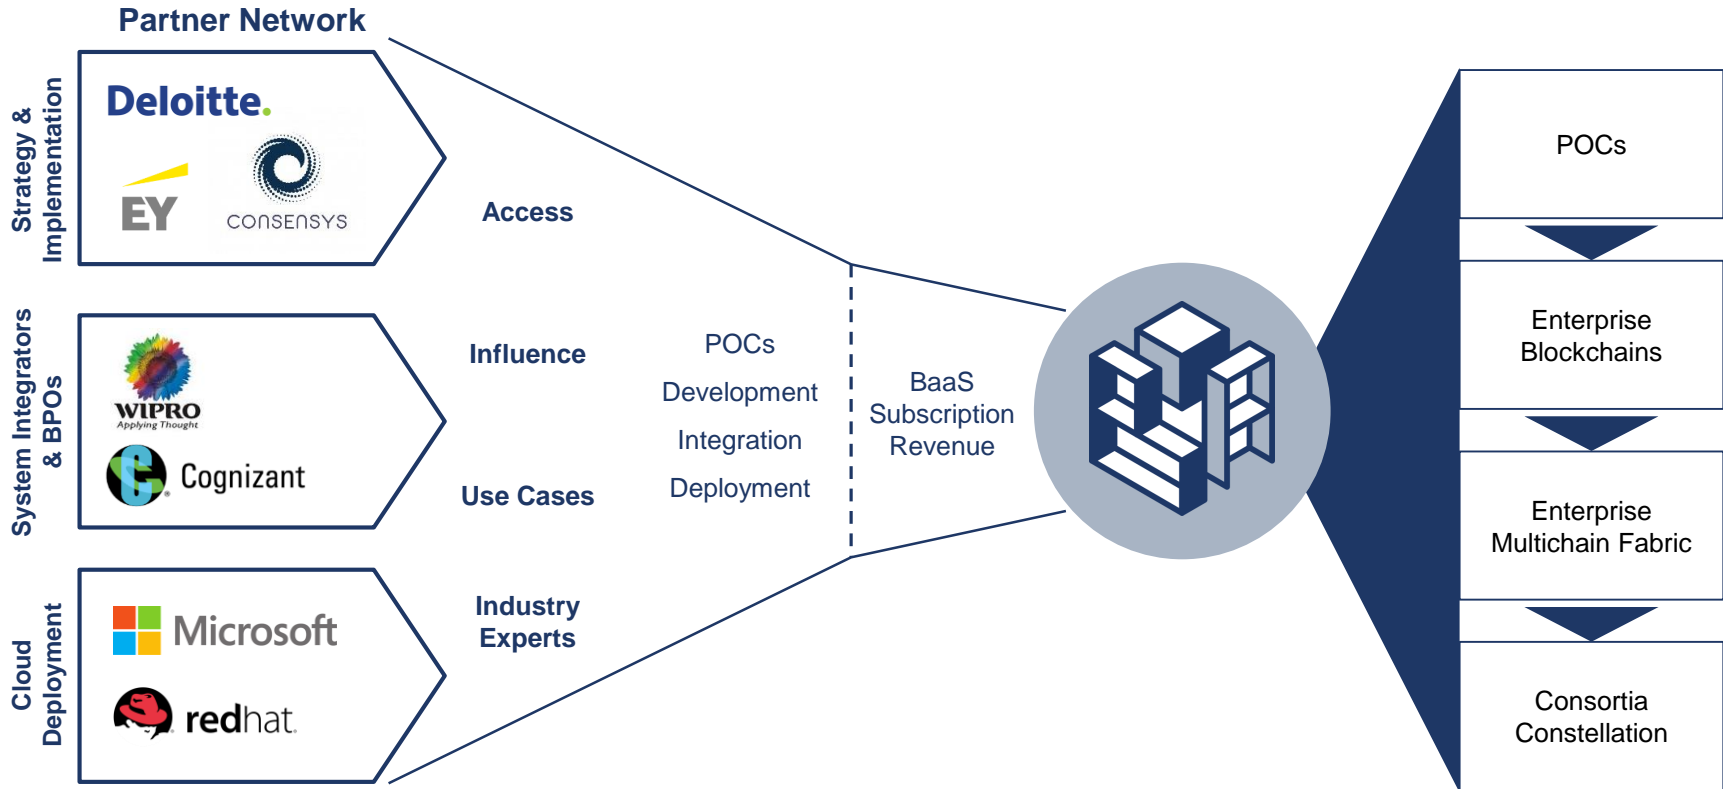 Partner Network
Strategy &
Implementation
Deloitte.
EY
CONSENSYS
System Integrators
& BPOs
WIPRO
Applying Thought
Cognizant
Cloud
Deployment
Microsoft
redhat.
Access
Influence
Use Cases
Industry
Experts
POCs
Development
Integration
Deployment
BaaS
Subscription
Revenue
POCs
Enterprise
Blockchains
Enterprise
Multichain Fabric
Consortia
Constellation